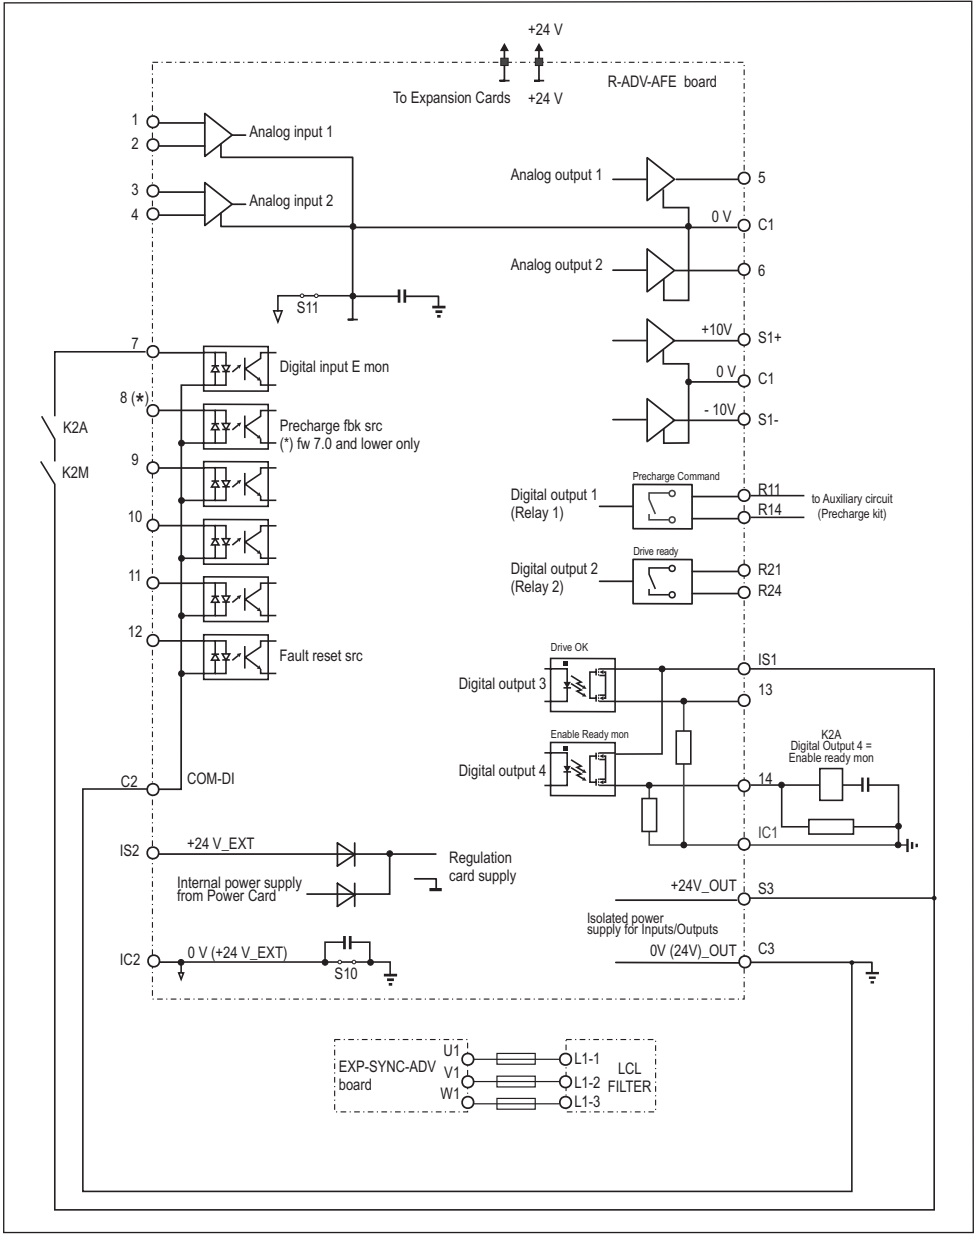 +24 V
R-ADV-AFE board
To Expansion Cards
+24 V
1
Analog input 1
2
3
Analog input 2
4
Analog output 1
5
0 V
C1
Analog output 2
6
S11
+10V
S1+
0 V
C1
- 10V
S1-
7
Digital input E mon
8 (*)
Precharge fbk src
(*) fw 7.0 and lower only
K2A
K2M
9
10
11
12
Fault reset src
Precharge Command
Digital output 1
(Relay 1)
R11
R14
to Auxiliary circuit
(Precharge kit)
Drive ready
Digital output 2
(Relay 2)
R21
R24
Drive OK
Digital output 3
IS1
13
Enable Ready mon
Digital output 4
14
K2A
Digital Output 4 =
Enable ready mon
IC1
C2
COM-DI
IS2
+24 V_EXT
Regulation
card supply
Internal power supply
from Power Card
+24V_OUT
S3
Isolated power
supply for Inputs/Outputs
0V (24V)_OUT
C3
IC2
0 V (+24 V_EXT)
S10
EXP-SYNC-ADV
board
U1
V1
W1
L1-1
L1-2
L1-3
LCL
FILTER